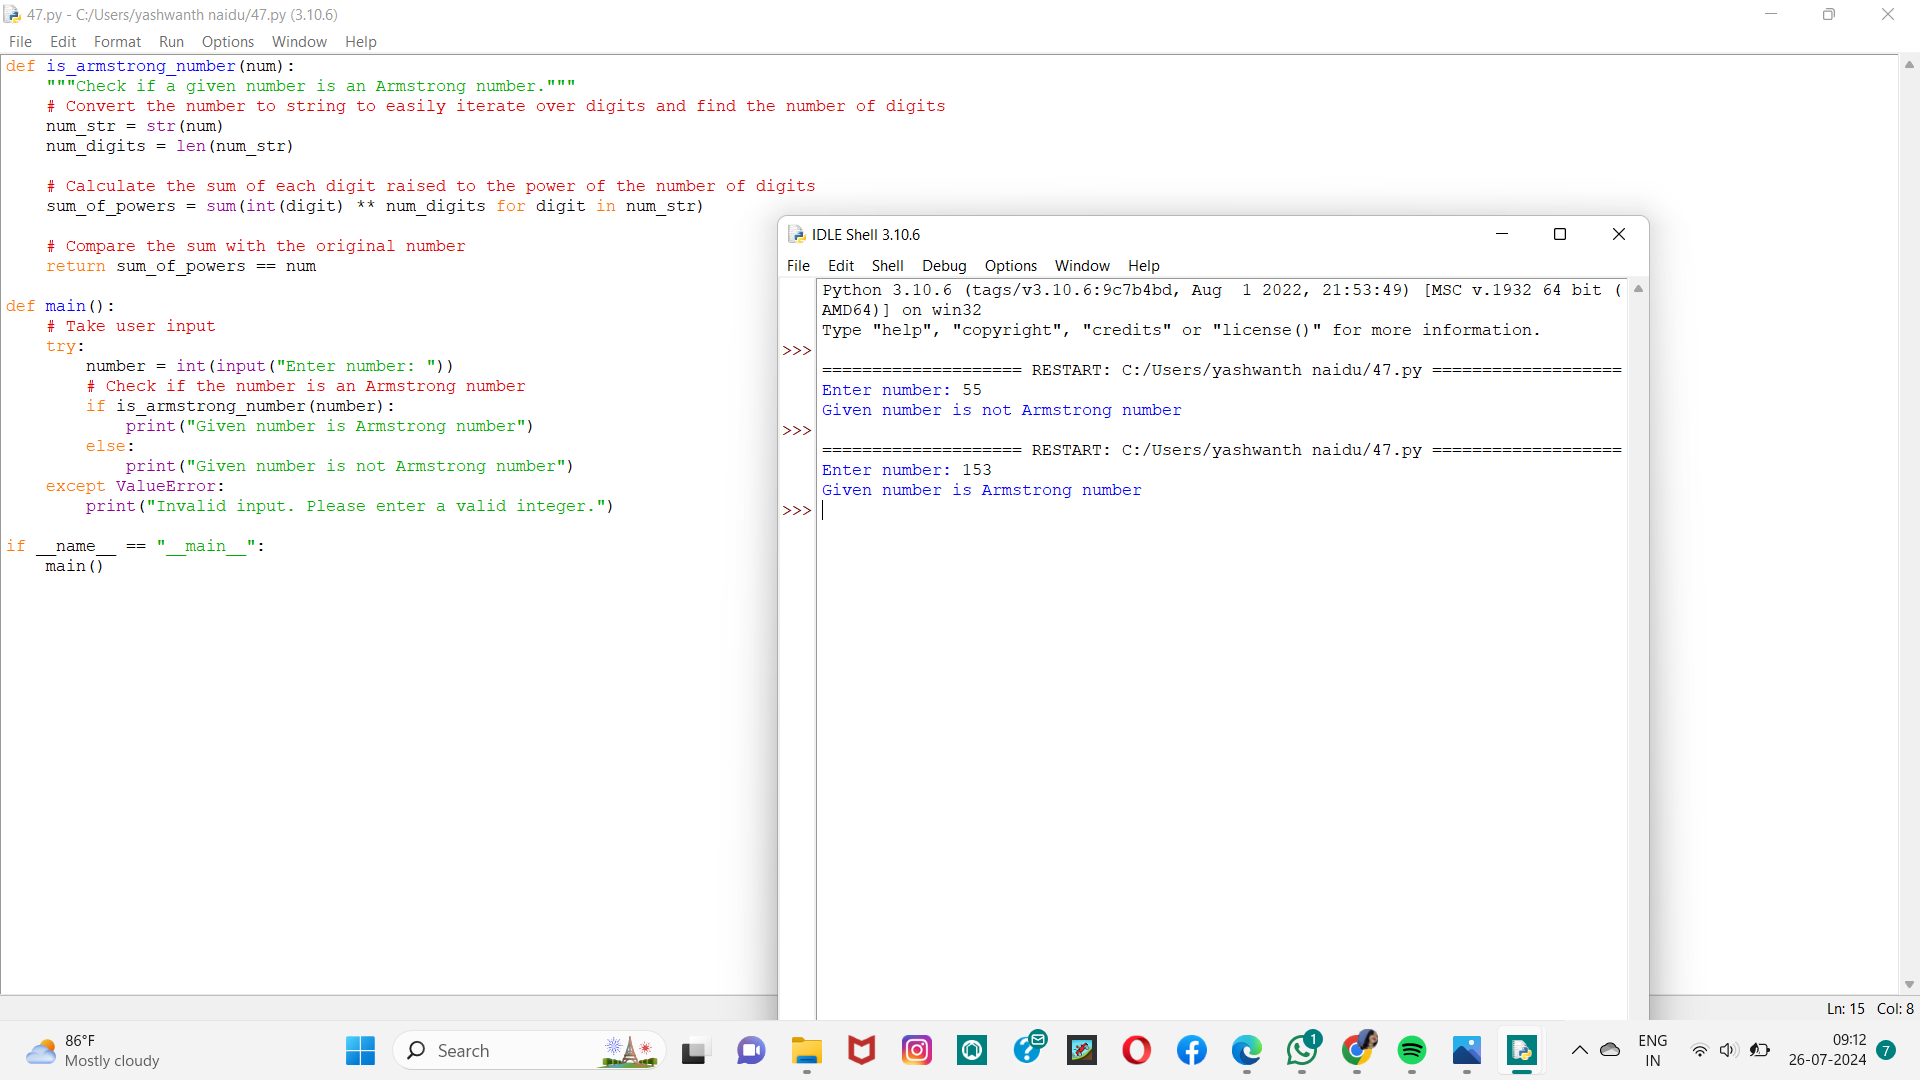 47.py - C:/Users/yashwanth naidu/47.py (3.10.6)
File Edit Format Run Options Window Help
def is_armstrong_number(num):
    """Check if a given number is an Armstrong number."""
    # Convert the number to string to easily iterate over digits and find the number of digits
    num_str = str(num)
    num_digits = len(num_str)
    # Calculate the sum of each digit raised to the power of the number of digits
    sum_of_powers = sum(int(digit) ** num_digits for digit in num_str)
    # Compare the sum with the original number
    return sum_of_powers == num
def main():
    # Take user input
    try:
        number = int(input("Enter number: "))
        # Check if the number is an Armstrong number
        if is_armstrong_number(number):
            print("Given number is Armstrong number")
        else:
            print("Given number is not Armstrong number")
    except ValueError:
        print("Invalid input. Please enter a valid integer.")
if __name__ == "__main__":
    main()
IDLE Shell 3.10.6
File Edit Shell Debug Options Window Help
Python 3.10.6 (tags/v3.10.6:9c7b4bd, Aug  1 2022, 21:53:49) [MSC v.1932 64 bit (
AMD64)] on win32
Type "help", "copyright", "credits" or "license()" for more information.
>>>
==================== RESTART: C:/Users/yashwanth naidu/47.py ===================
Enter number: 55
Given number is not Armstrong number
>>>
==================== RESTART: C:/Users/yashwanth naidu/47.py ===================
Enter number: 153
Given number is Armstrong number
>>>
Ln: 15 Col: 8
86°F
Mostly cloudy
Search
1
ENG
IN
09:12
26-07-2024
7